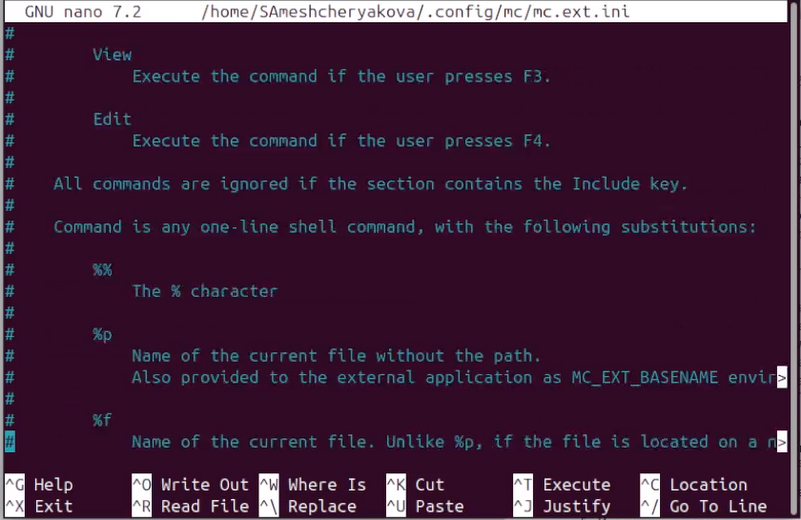 GNU nano 7.2 /home/SAmeshcheryakova/.config/mc/mc.ext.ini
#
# View
# Execute the command if the user presses F3.
#
# Edit
# Execute the command if the user presses F4.
#
# All commands are ignored if the section contains the Include key.
#
# Command is any one-line shell command, with the following substitutions:
#
# %%
# The % character
#
# %p
# Name of the current file without the path.
# Also provided to the external application as MC_EXT_BASENAME envir>
#
# %f
# Name of the current file. Unlike %p, if the file is located on a n>
^G Help ^O Write Out ^W Where Is ^K Cut ^T Execute ^C Location
^X Exit ^R Read File ^\ Replace ^U Paste ^J Justify ^/ Go To Line